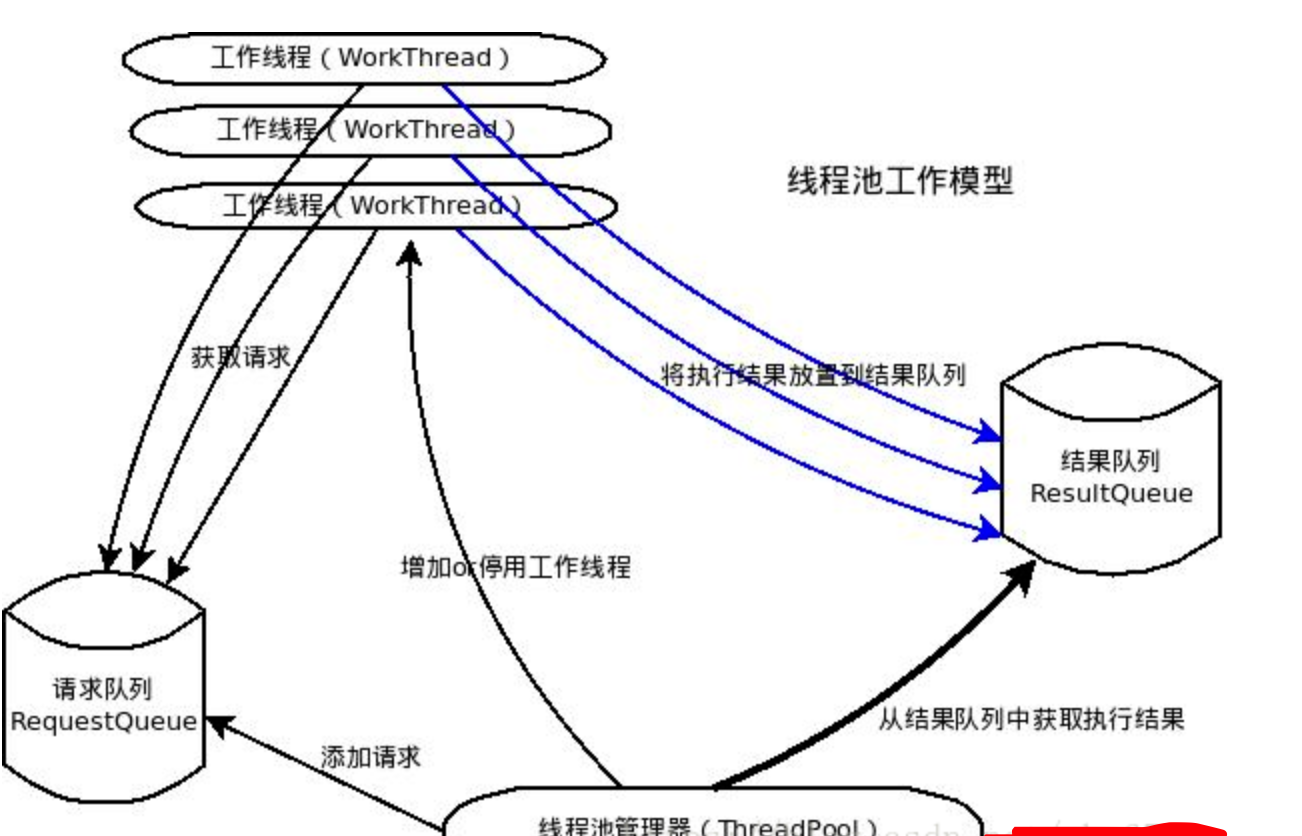 工作线程 ( WorkThread )
工作线程 ( WorkThread )
线程池工作模型
工作线程 ( WorkThread )
获取请求
将执行结果放置到结果队列
结果队列
ResultQueue
增加or停用工作线程
请求队列
RequestQueue
从结果队列中获取执行结果
添加请求
线程池管理器 ( ThreadPool )